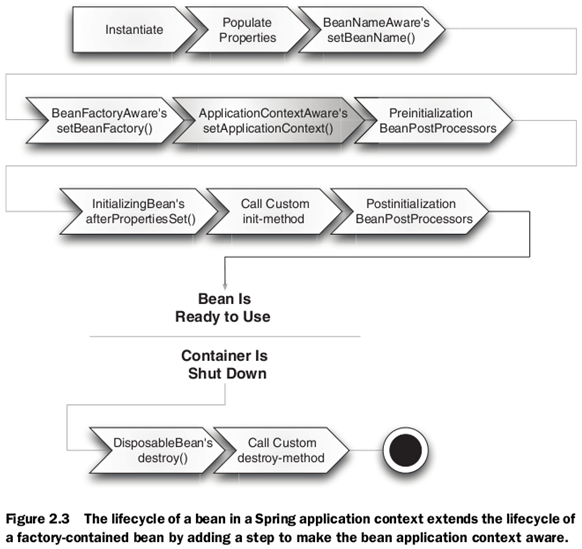 Instantiate
Populate
Properties
BeanNameAware's
setBeanName()
BeanFactoryAware's
setBeanFactory()
ApplicationContextAware's
setApplicationContext()
Preinitialization
BeanPostProcessors
InitializingBean's
afterPropertiesSet()
Call Custom
init-method
Postinitialization
BeanPostProcessors
Bean Is
Ready to Use
Container Is
Shut Down
DisposableBean's
destroy()
Call Custom
destroy-method
Figure 2.3 The lifecycle of a bean in a Spring application context extends the lifecycle of
a factory-contained bean by adding a step to make the bean application context aware.